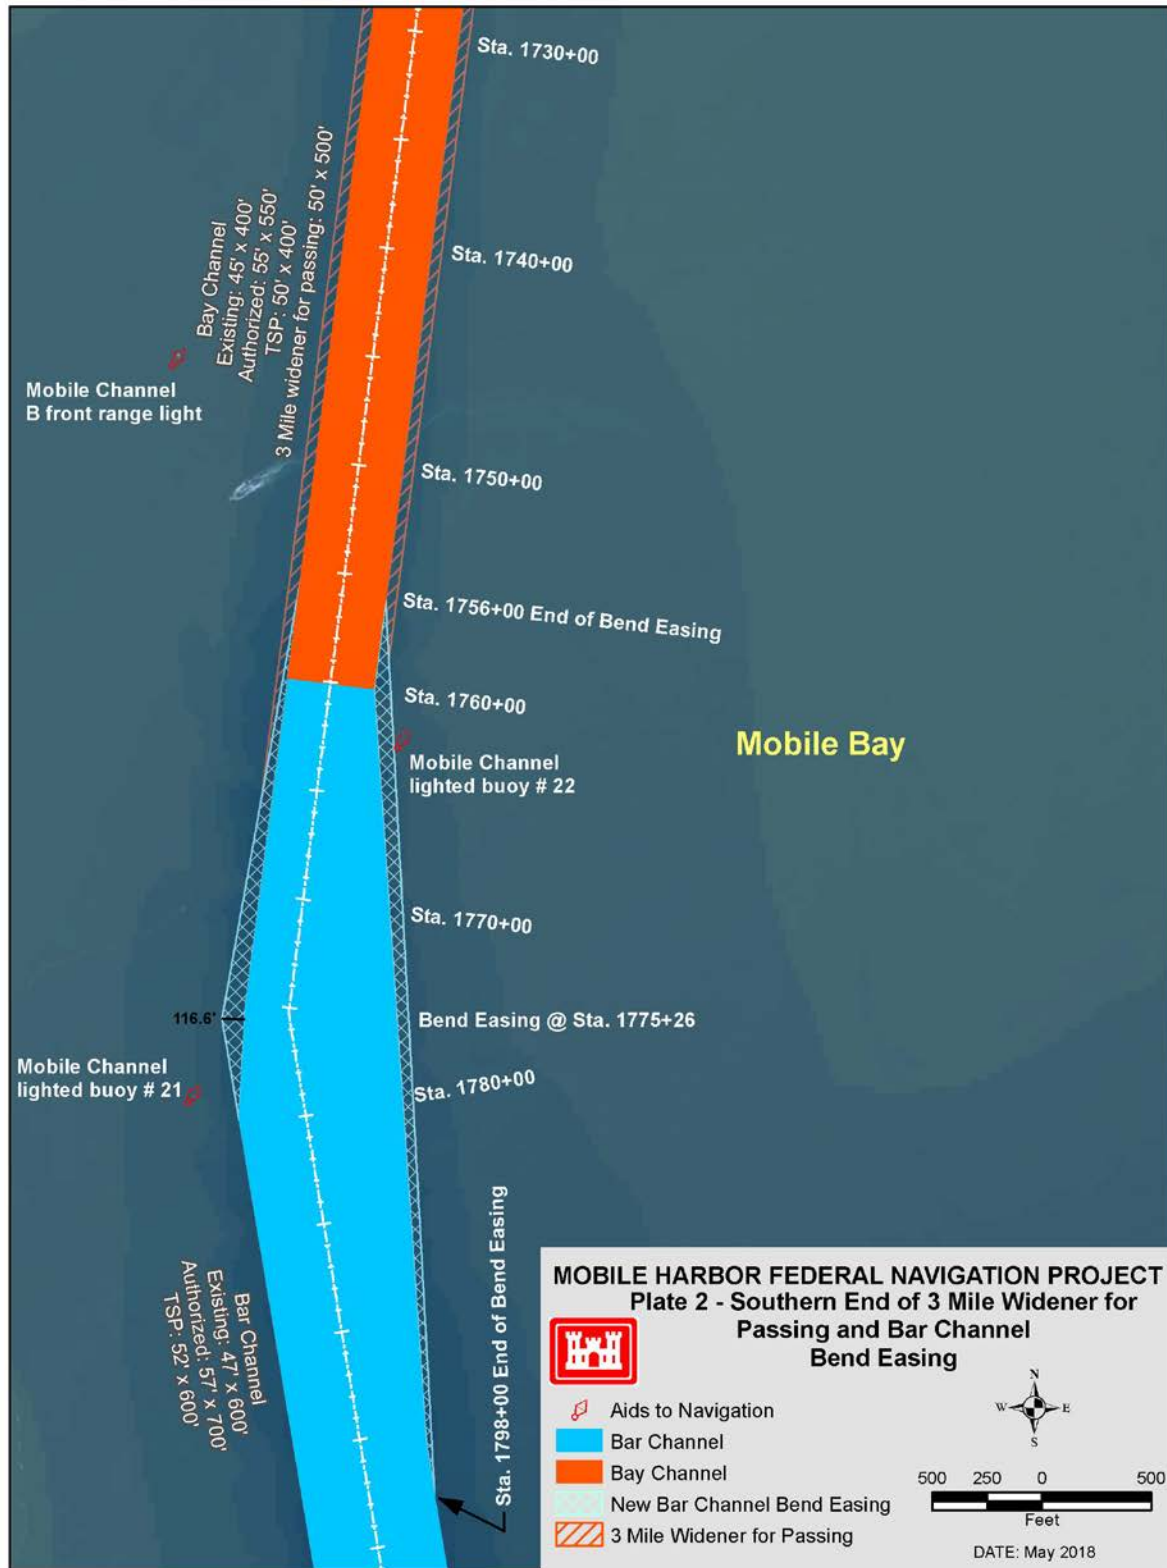 Sta. 1730+00
Bay Channel
Existing: 45' x 400'
Authorized: 55' x 550'
TSP: 50' x 400'
3 Mile widener for passing: 50' x 500'
Sta. 1740+00
Mobile Channel
B front range light
Sta. 1750+00
Sta. 1756+00 End of Bend Easing
Sta. 1760+00
Mobile Bay
Mobile Channel
lighted buoy # 22
Sta. 1770+00
116.6'
Bend Easing @ Sta. 1775+26
Mobile Channel
lighted buoy # 21
Sta. 1780+00
Sta. 1798+00 End of Bend Easing
Bar Channel
Existing: 47' x 600'
Authorized: 57' x 700'
TSP: 52' x 600'
MOBILE HARBOR FEDERAL NAVIGATION PROJECT
Plate 2 - Southern End of 3 Mile Widener for
Passing and Bar Channel
Bend Easing
N
W E
S
Aids to Navigation
Bar Channel
Bay Channel
New Bar Channel Bend Easing
3 Mile Widener for Passing
500 250 0 500
Feet
DATE: May 2018